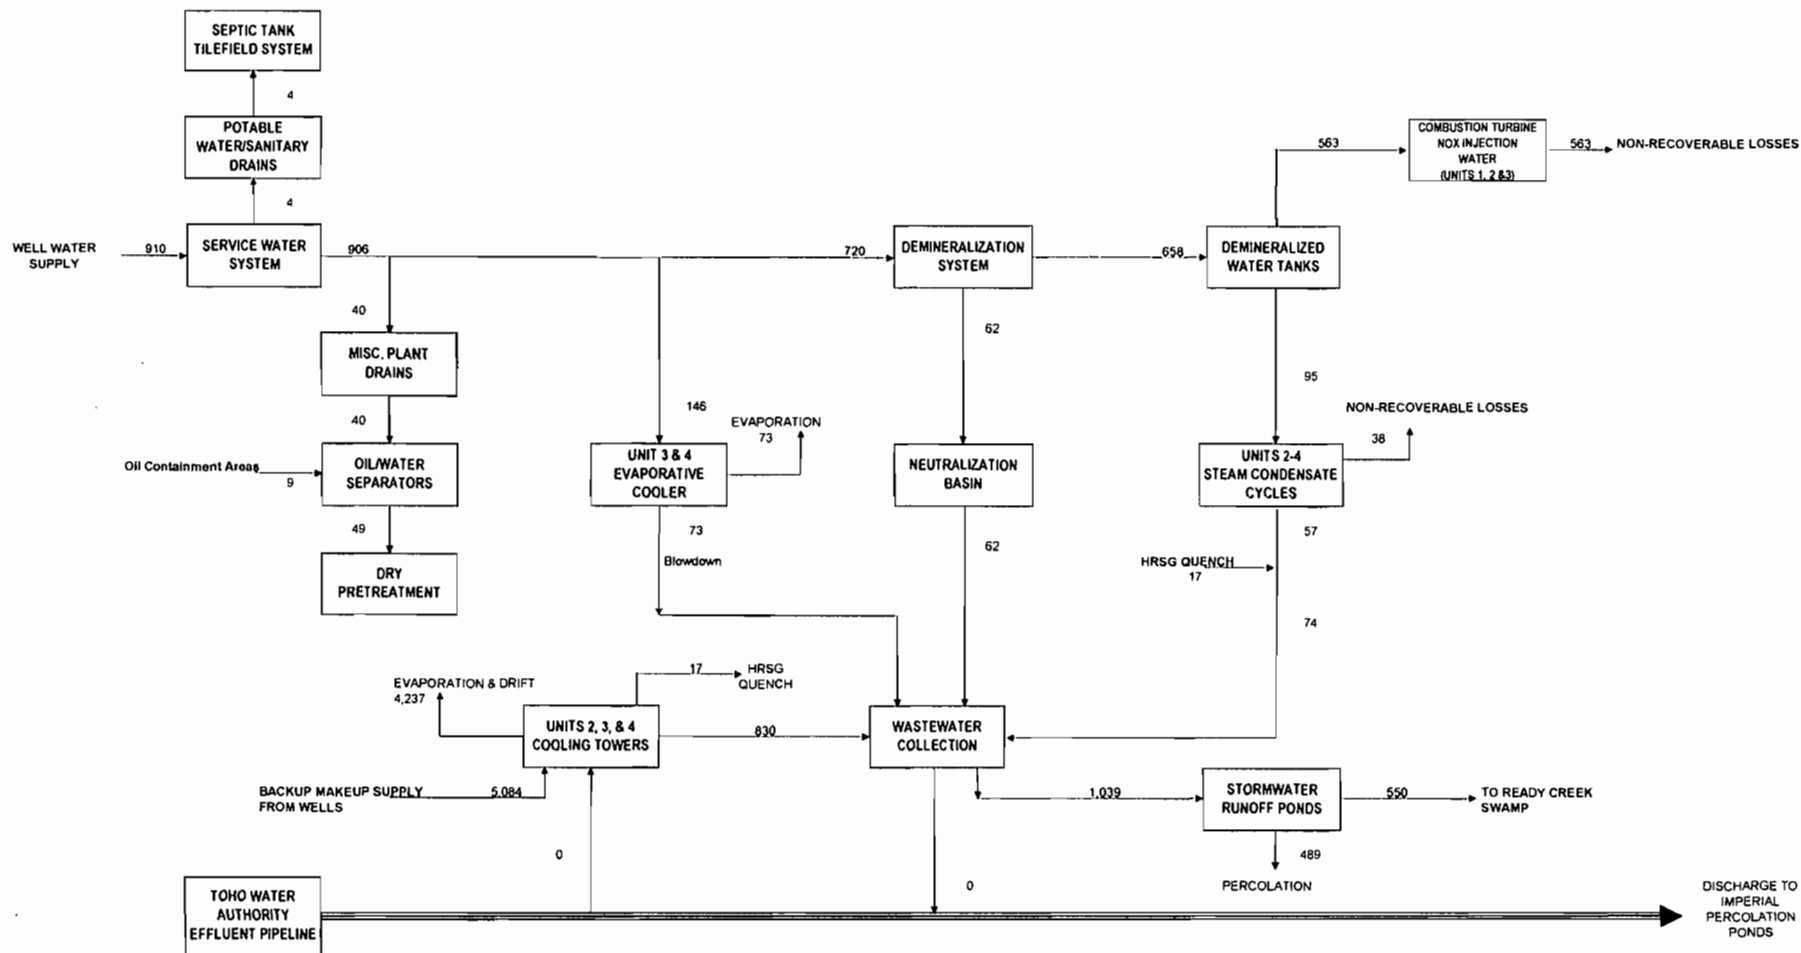 SEPTIC TANK
TILEFIELD SYSTEM
4
POTABLE
WATER/SANITARY
DRAINS
4
563
COMBUSTION TURBINE
NOX INJECTION
WATER
(UNITS 1, 2 &3)
563
NON-RECOVERABLE LOSSES
WELL WATER
SUPPLY
910
SERVICE WATER
SYSTEM
906
720
DEMINERALIZATION
SYSTEM
658
DEMINERALIZED
WATER TANKS
40
62
MISC. PLANT
DRAINS
95
40
146
EVAPORATION
73
NON-RECOVERABLE LOSSES
38
Oil Containment Areas
9
OIL/WATER
SEPARATORS
UNIT 3 & 4
EVAPORATIVE
COOLER
NEUTRALIZATION
BASIN
UNITS 2-4
STEAM CONDENSATE
CYCLES
49
73
62
57
Blowdown
HRSG QUENCH
17
DRY
PRETREATMENT
74
EVAPORATION & DRIFT
4,237
17
HRSG
QUENCH
UNITS 2, 3, & 4
COOLING TOWERS
830
WASTEWATER
COLLECTION
BACKUP MAKEUP SUPPLY
FROM WELLS
5,084
1,039
STORMWATER
RUNOFF PONDS
550
TO READY CREEK
SWAMP
0
489
PERCOLATION
0
TOHO WATER
AUTHORITY
EFFLUENT PIPELINE
DISCHARGE TO
IMPERIAL
PERCOLATION
PONDS